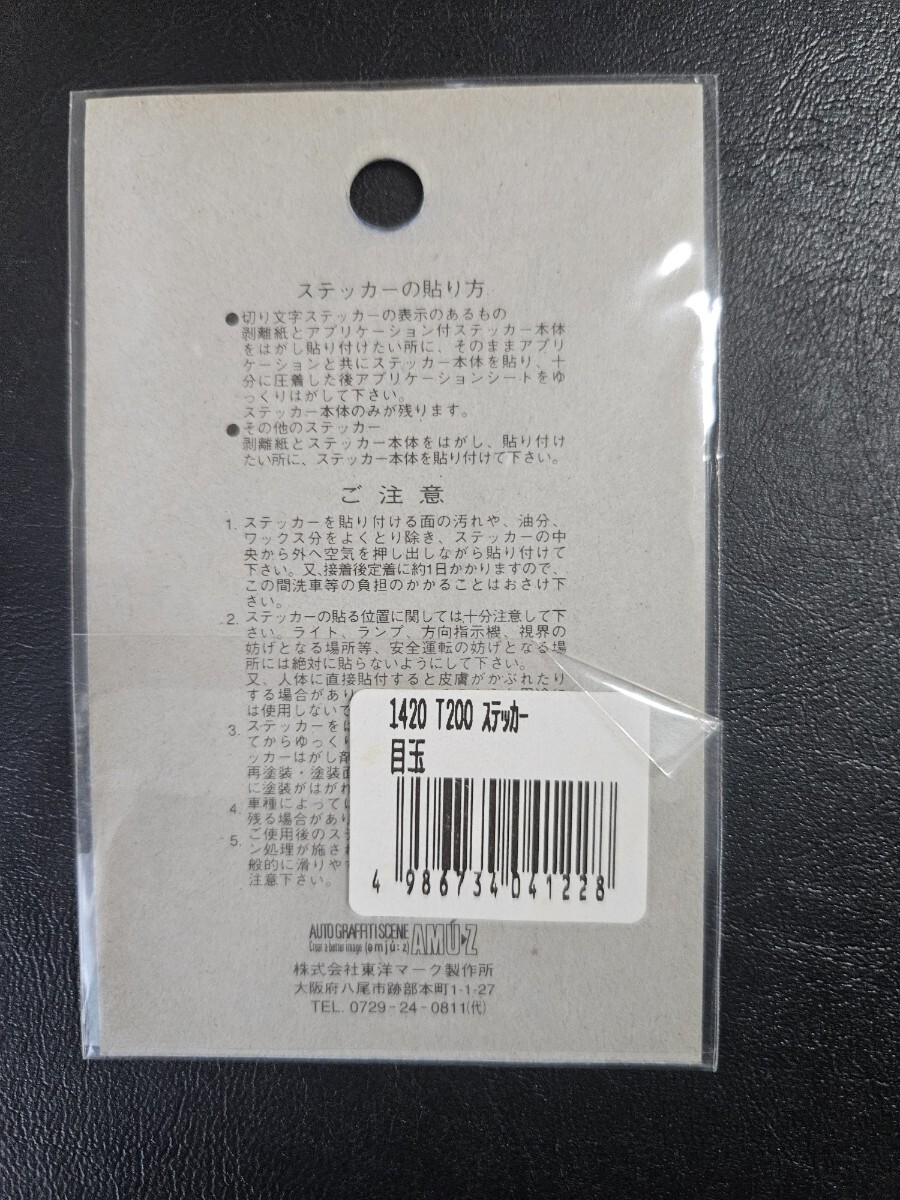 ステッカーの貼り方
●切り文字ステッカーの表示のあるもの
剥離紙とアプリケーション付ステッカー本体
をはがし貼り付けたい所に、そのままアプリ
ケーションと共にステッカー本体を貼り、十
分に圧着した後アプリケーションシートをゆ
っくりはがして下さい。
ステッカー本体のみが残ります。
●その他のステッカー
剥離紙とステッカー本体をはがし、貼り付け
たい所に、ステッカー本体を貼り付けて下さい。
ご注意
1. ステッカーを貼り付ける面の汚れや、油分、
ワックス分をよくとり除き、ステッカーの中
央から外へ空気を押し出しながら貼り付けて
下さい。又、接着後定着に約1日かかりますので、
この間洗車等の負担のかかることはおさけ下
さい。
2. ステッカーの貼る位置に関しては十分注意して下
さい。ライト、ランプ、方向指示機、視界の
妨げとなる場所等、安全運転の妨げとなる場
所には絶対に貼らないようにして下さい。
又、人体に直接貼付すると皮膚がかぶれたり
する場合があり
は使用しないで
3. ステッカーをは
てからゆっくり
ッカーはがし剤
再塗装・塗装面
に塗装がはがれ
4. 車種によっては
残る場合があり
5. ご使用後のステ
ン処理が施され
般的に滑りやす
注意下さい。
1420 T200 ステッカー
目玉
4 986734 041228
AUTO GRAFFITI SCENE
Creat a better image (amjú:z) AMÚ·Z
株式会社東洋マーク製作所
大阪府八尾市跡部本町1-1-27
TEL. 0729-24-0811(代)